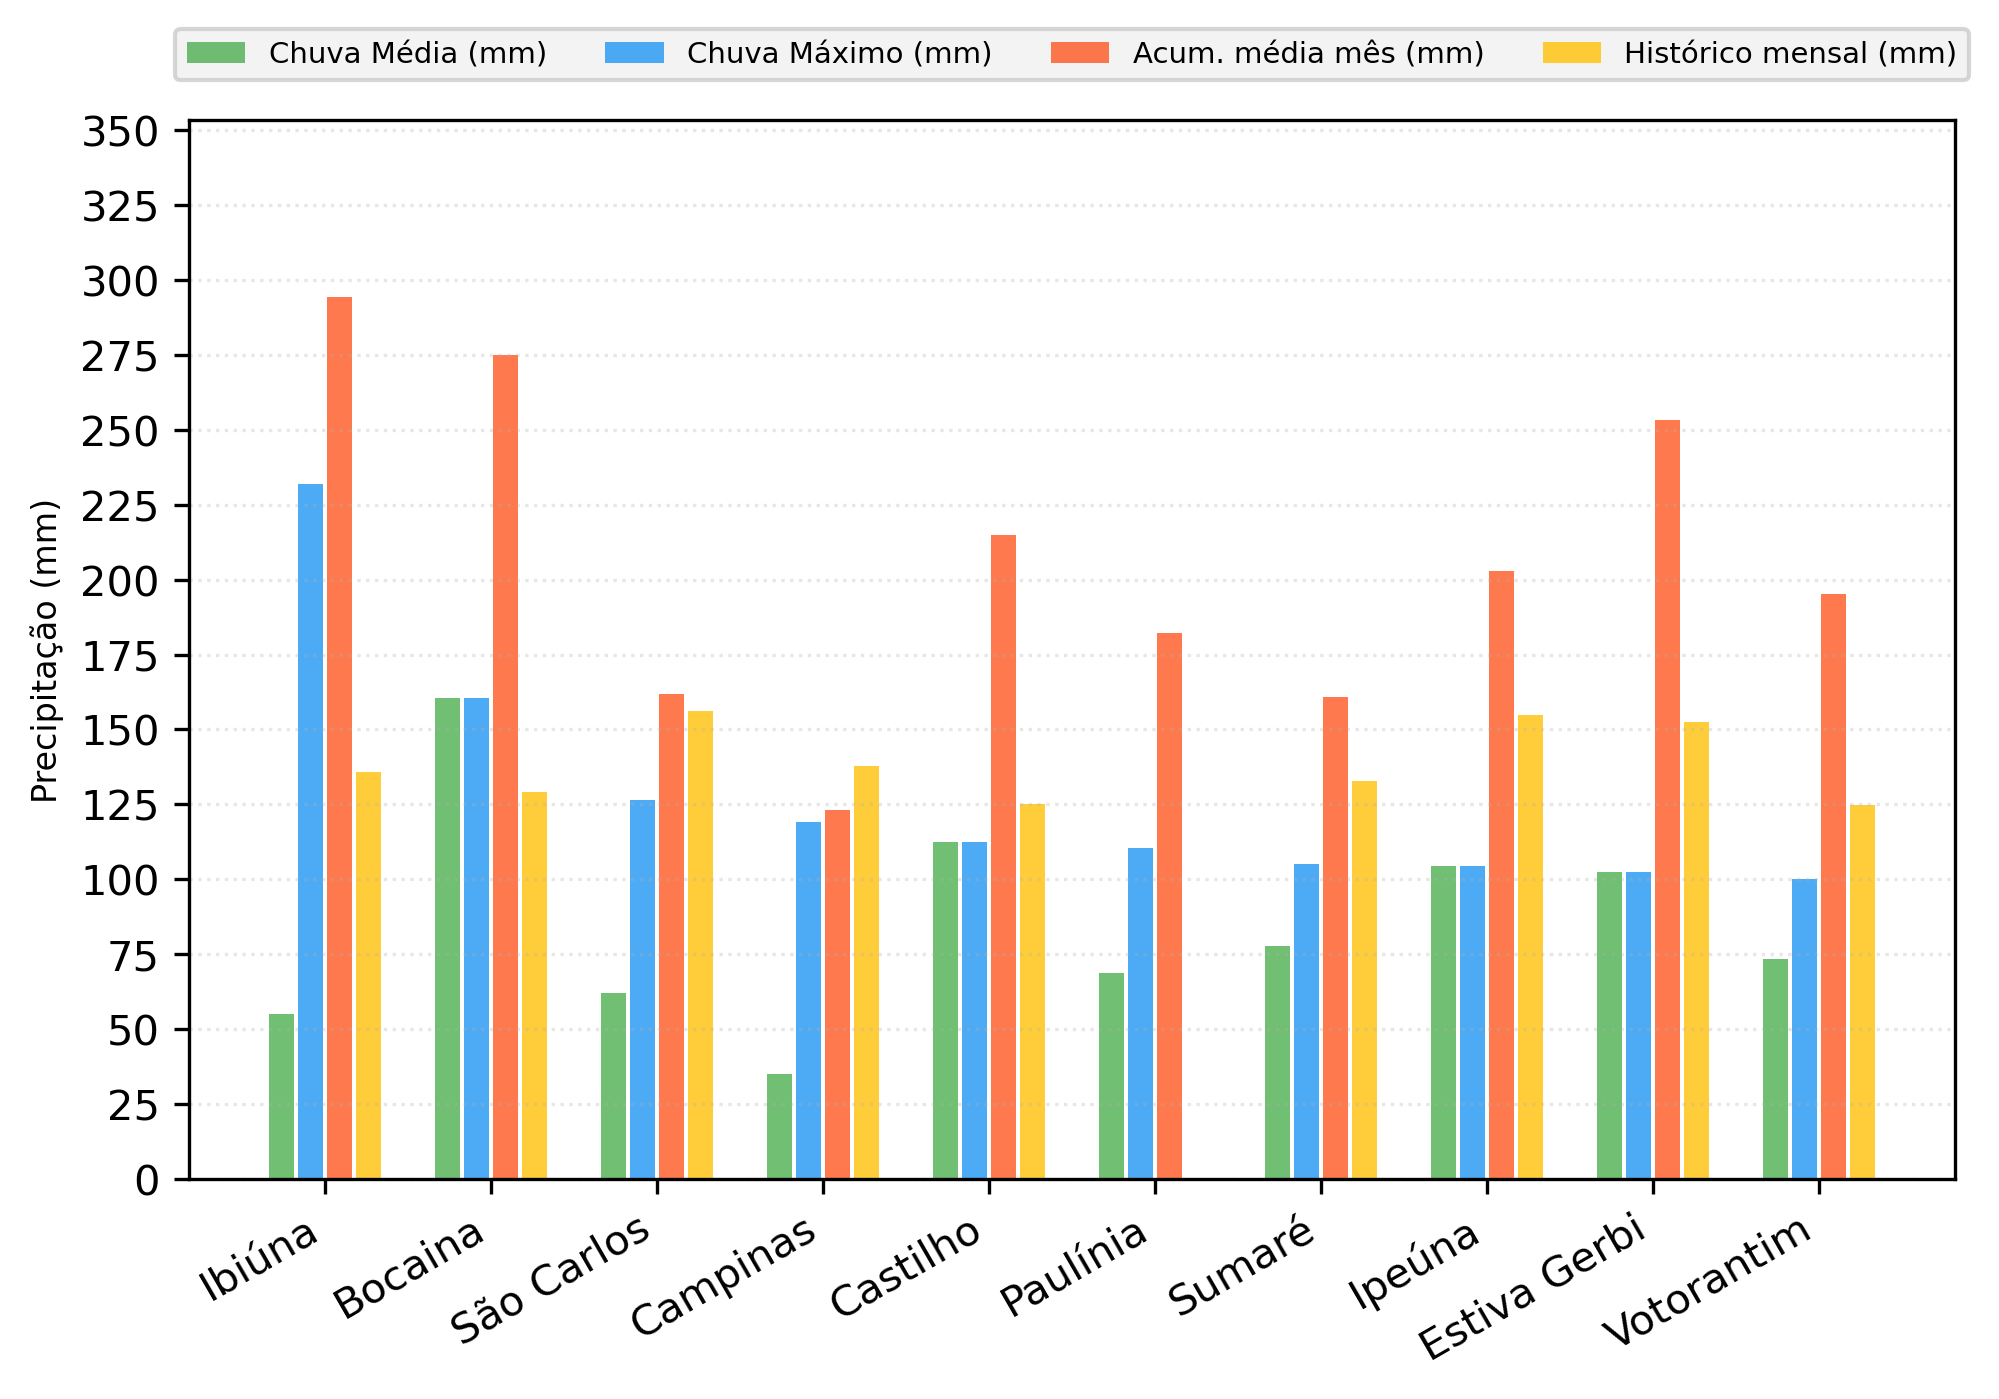 Chuva Média (mm) Chuva Máximo (mm) Acum. média mês (mm) Histórico mensal (mm)
Precipitação (mm)
350
325
300
275
250
225
200
175
150
125
100
75
50
25
0
Ibiúna
Bocaina
São Carlos
Campinas
Castilho
Paulínia
Sumaré
Ipeúna
Estiva Gerbi
Votorantim